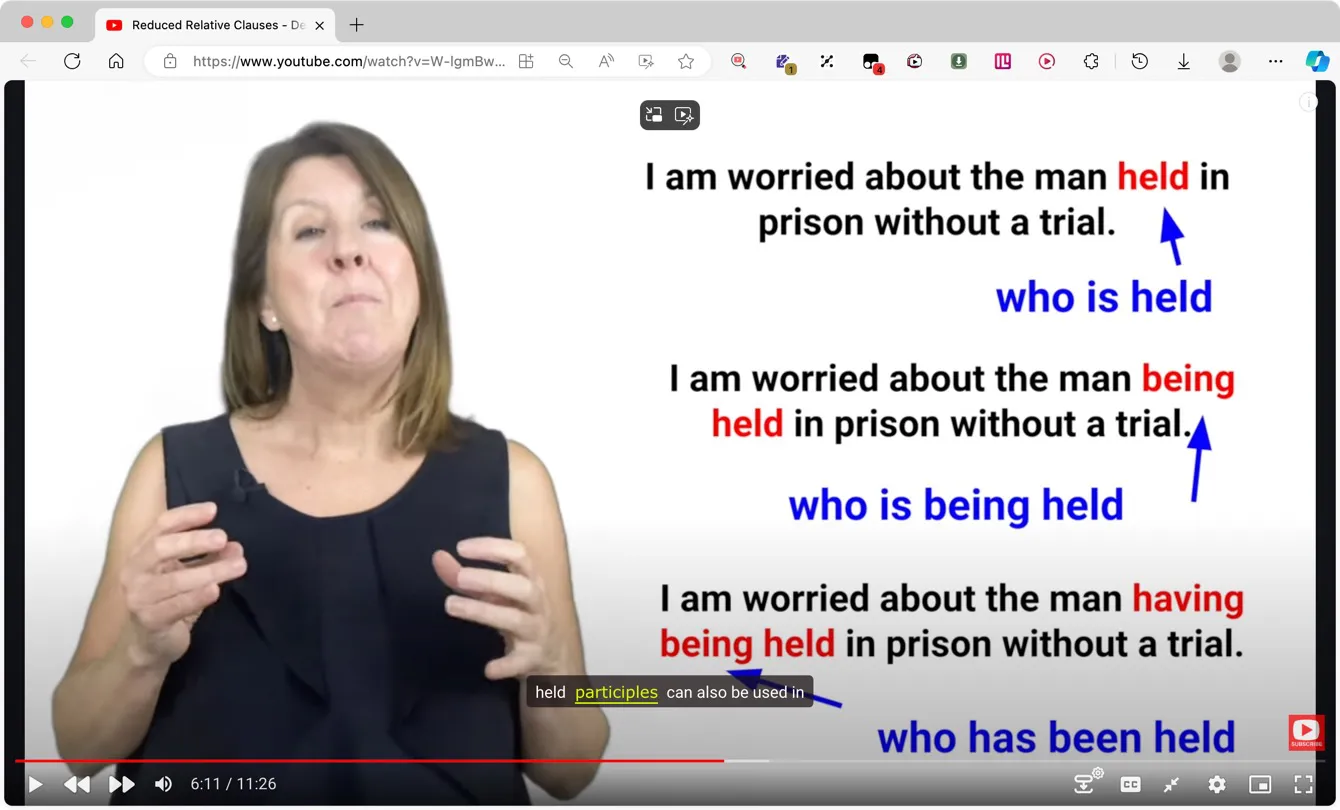 Reduced Relative Clauses - De
https://www.youtube.com/watch?v=W-IgmBw...
1
4
I am worried about the man held in
prison without a trial.
who is held
I am worried about the man being
held in prison without a trial.
who is being held
I am worried about the man having
being held in prison without a trial.
held participles can also be used in
who has been held
SUBSCRIBE
6:11 / 11:26
CC